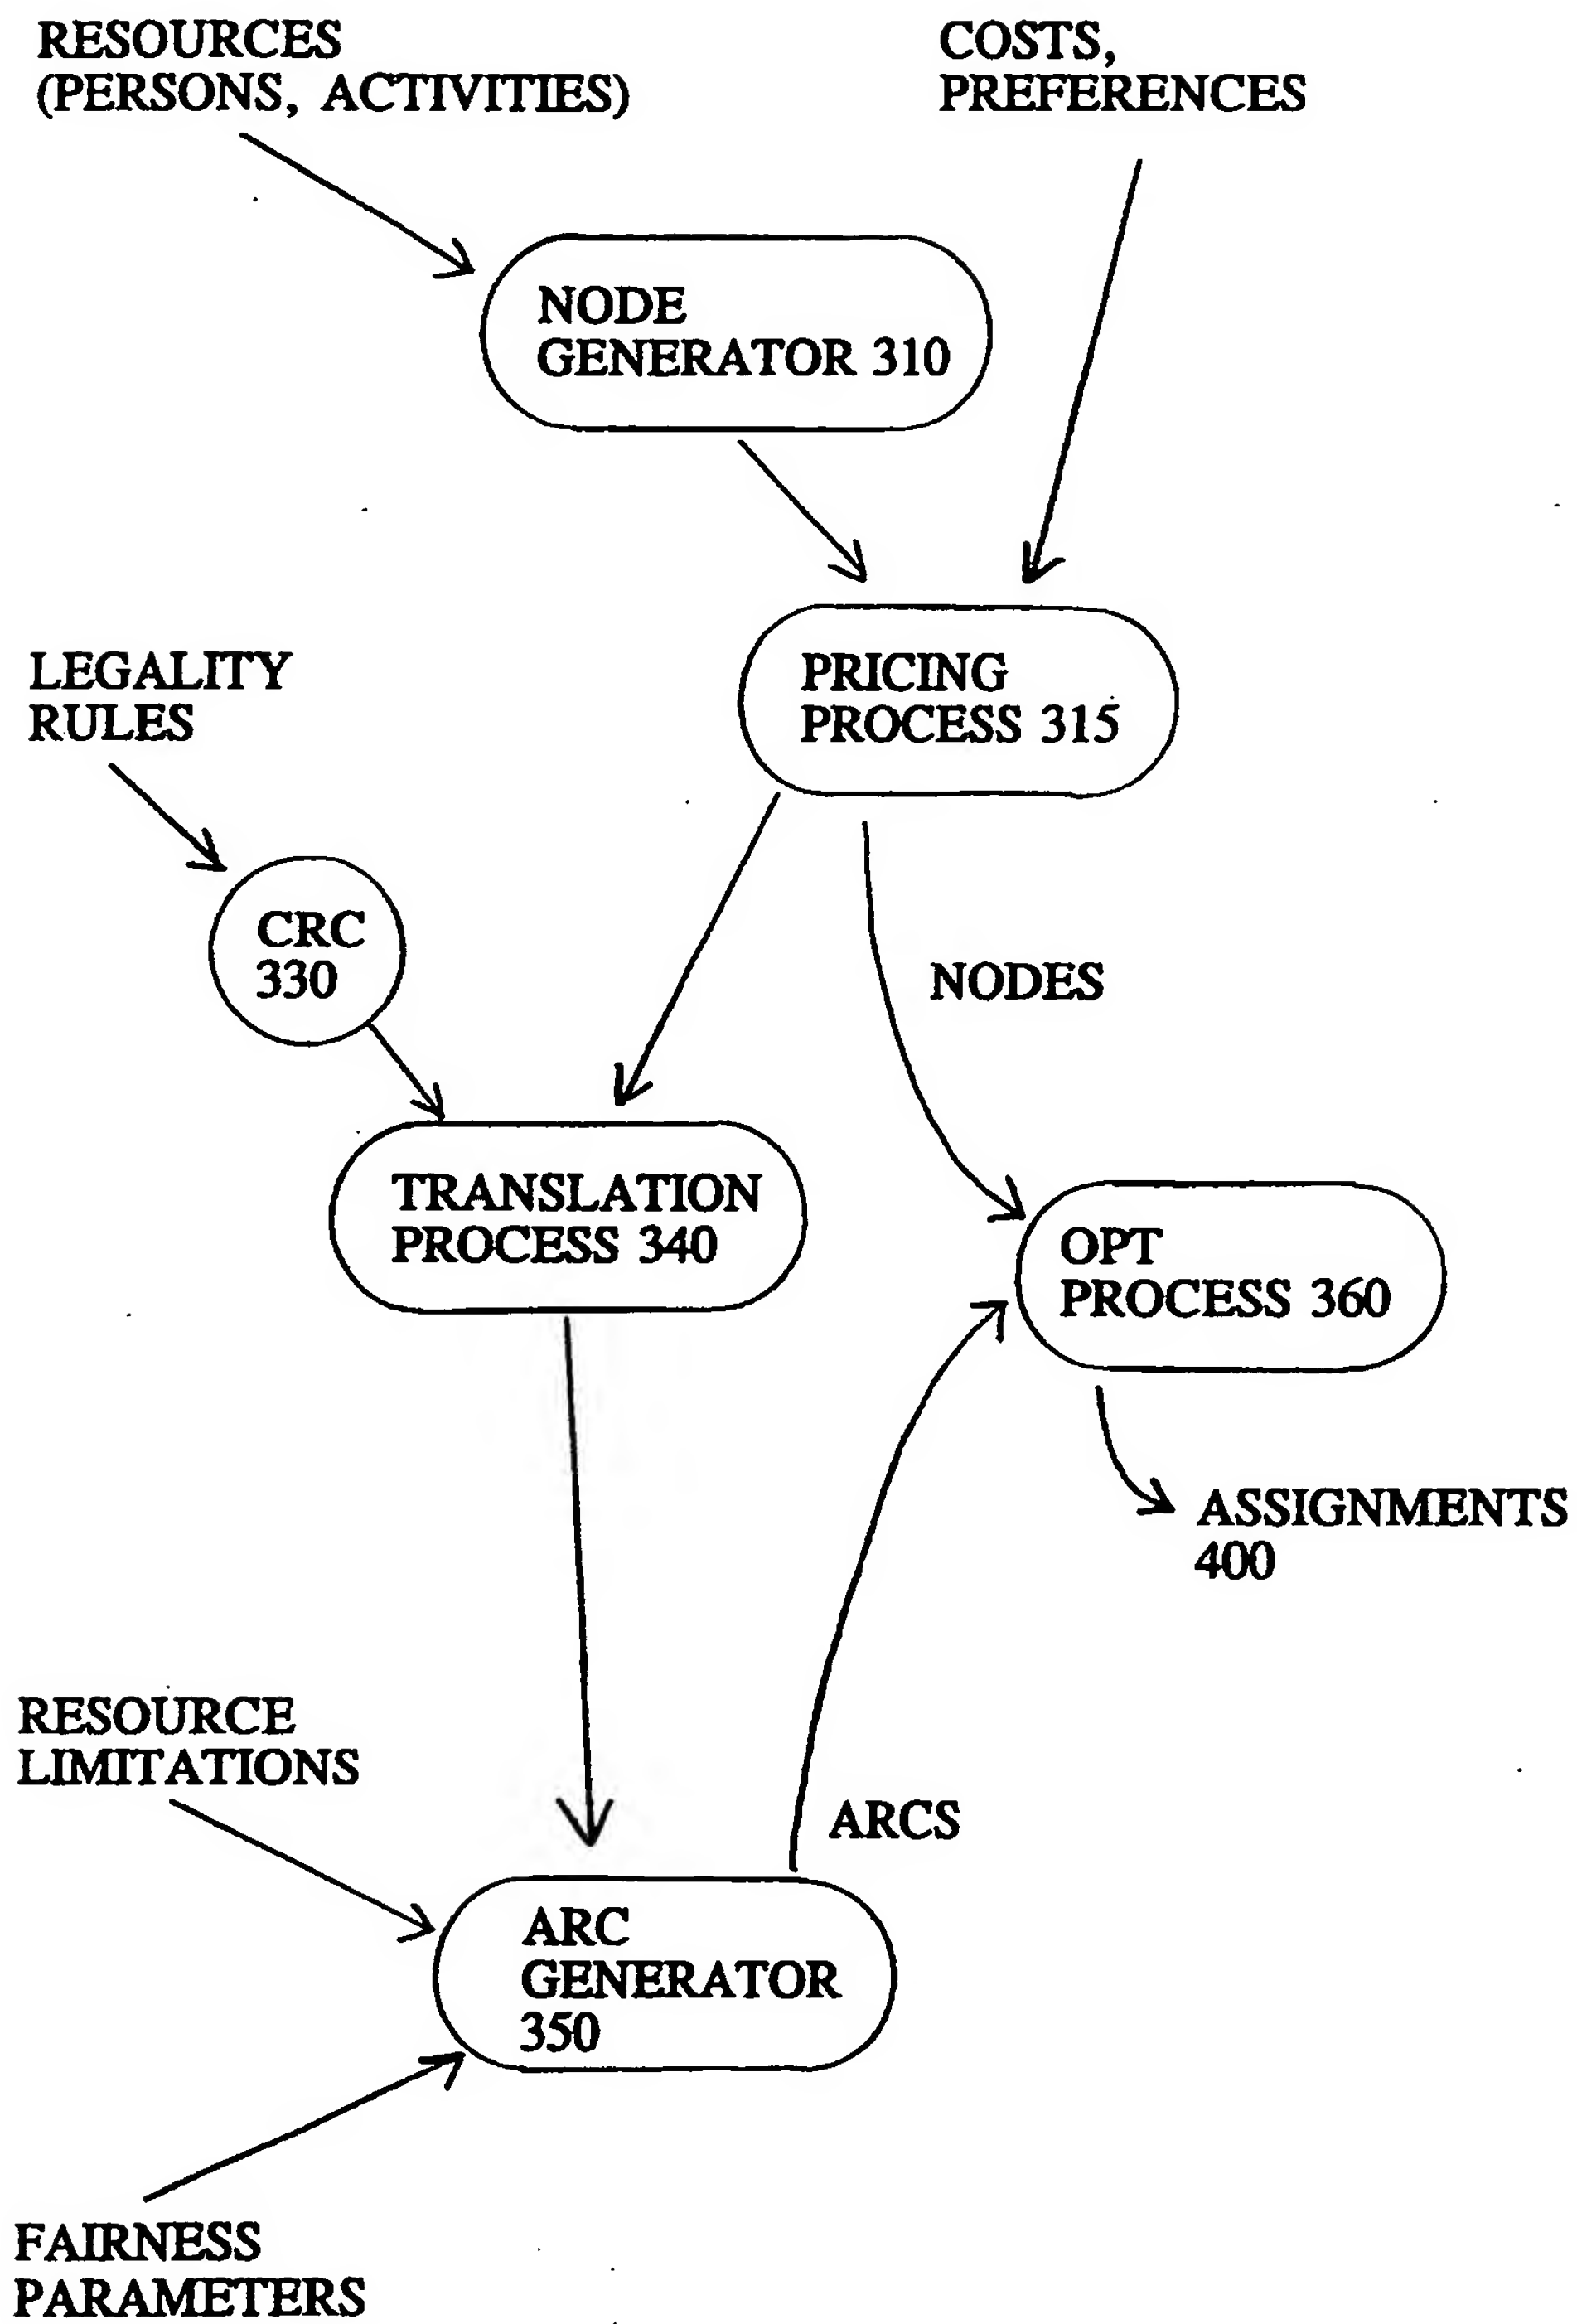 RESOURCES
(PERSONS, ACTIVITIES)
COSTS,
PREFERENCES
NODE
GENERATOR 310
LEGALITY
RULES
PRICING
PROCESS 315
CRC
330
NODES
TRANSLATION
PROCESS 340
OPT
PROCESS 360
ASSIGNMENTS
400
RESOURCE
LIMITATIONS
ARCS
ARC
GENERATOR
350
FAIRNESS
PARAMETERS